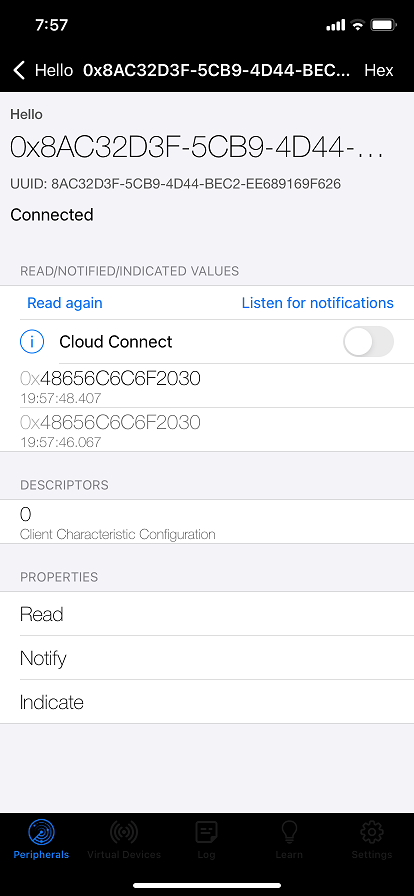 7:57
Hello 0x8AC32D3F-5CB9-4D44-BEC... Hex
Hello
0x8AC32D3F-5CB9-4D44-...
UUID: 8AC32D3F-5CB9-4D44-BEC2-EE689169F626
Connected
READ/NOTIFIED/INDICATED VALUES
Read again Listen for notifications
Cloud Connect
0x48656C6C6F2030
19:57:48.407
0x48656C6C6F2030
19:57:46.067
DESCRIPTORS
0
Client Characteristic Configuration
PROPERTIES
Read
Notify
Indicate
Peripherals Virtual Devices Log Learn Settings